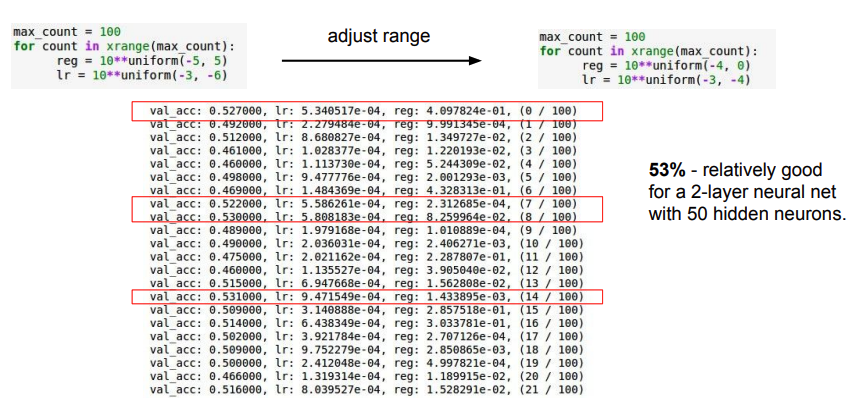 max_count = 100
for count in xrange(max_count):
reg = 10**uniform(-5, 5)
lr = 10**uniform(-3, -6)
adjust range
max_count = 100
for count in xrange(max_count):
reg = 10**uniform(-4, 0)
lr = 10**uniform(-3, -4)
val_acc: 0.527000, lr: 5.340517e-04, reg: 4.097824e-01, (0 / 100)
val_acc: 0.492000, lr: 2.279484e-04, reg: 9.991345e-04, (1 / 100)
val_acc: 0.512000, lr: 8.680827e-04, reg: 1.349727e-02, (2 / 100)
val_acc: 0.461000, lr: 1.028377e-04, reg: 1.220193e-02, (3 / 100)
val_acc: 0.460000, lr: 1.113730e-04, reg: 5.244309e-02, (4 / 100)
val_acc: 0.498000, lr: 9.477776e-04, reg: 2.001293e-03, (5 / 100)
val_acc: 0.469000, lr: 1.484369e-04, reg: 4.328313e-01, (6 / 100)
val_acc: 0.522000, lr: 5.586261e-04, reg: 2.312685e-04, (7 / 100)
val_acc: 0.530000, lr: 5.808183e-04, reg: 8.259964e-02, (8 / 100)
val_acc: 0.489000, lr: 1.979168e-04, reg: 1.010889e-04, (9 / 100)
val_acc: 0.490000, lr: 2.036031e-04, reg: 2.406271e-03, (10 / 100)
val_acc: 0.475000, lr: 2.021162e-04, reg: 2.287807e-01, (11 / 100)
val_acc: 0.460000, lr: 1.135527e-04, reg: 3.905040e-02, (12 / 100)
val_acc: 0.515000, lr: 6.947668e-04, reg: 1.562808e-02, (13 / 100)
val_acc: 0.531000, lr: 9.471549e-04, reg: 1.433895e-03, (14 / 100)
val_acc: 0.509000, lr: 3.140888e-04, reg: 2.857518e-01, (15 / 100)
val_acc: 0.514000, lr: 6.438349e-04, reg: 3.033781e-01, (16 / 100)
val_acc: 0.502000, lr: 3.921784e-04, reg: 2.707126e-04, (17 / 100)
val_acc: 0.509000, lr: 9.752279e-04, reg: 2.850865e-03, (18 / 100)
val_acc: 0.500000, lr: 2.412048e-04, reg: 4.997821e-04, (19 / 100)
val_acc: 0.466000, lr: 1.319314e-04, reg: 1.189915e-02, (20 / 100)
val_acc: 0.516000, lr: 8.039527e-04, reg: 1.528291e-02, (21 / 100)
53% - relatively good
for a 2-layer neural net
with 50 hidden neurons.